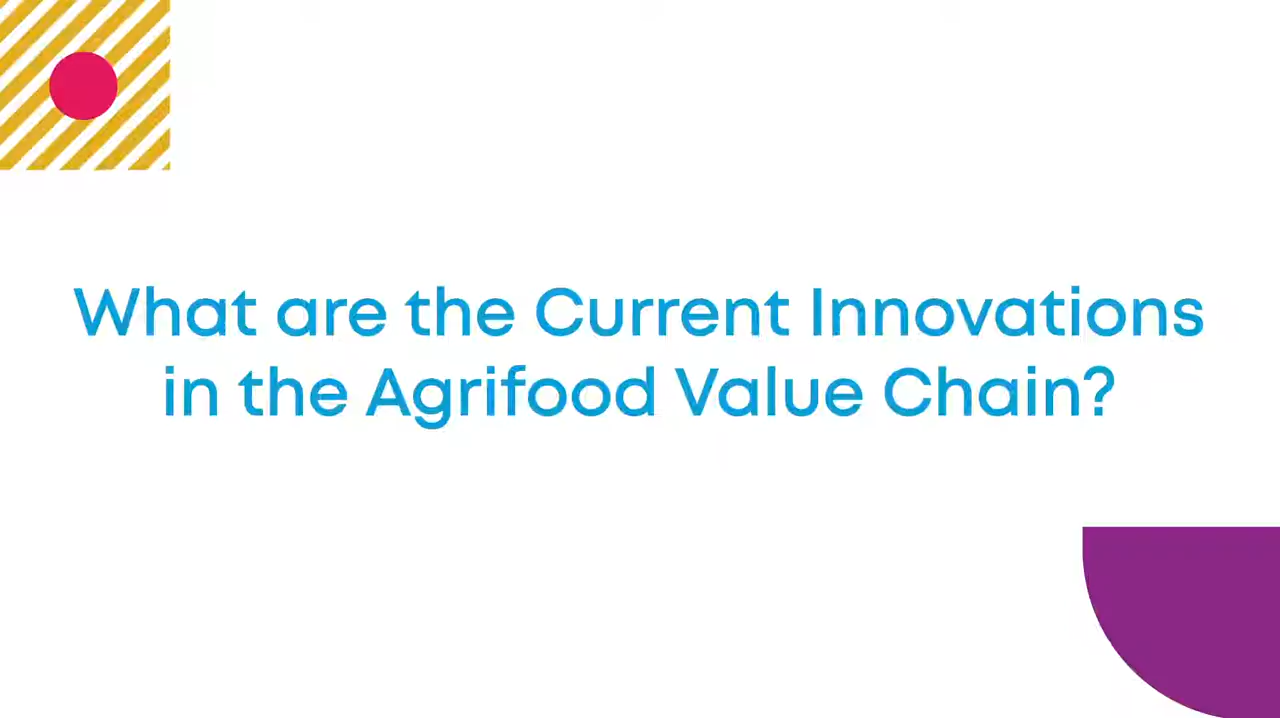 What are the Current Innovations
in the Agrifood Value Chain?